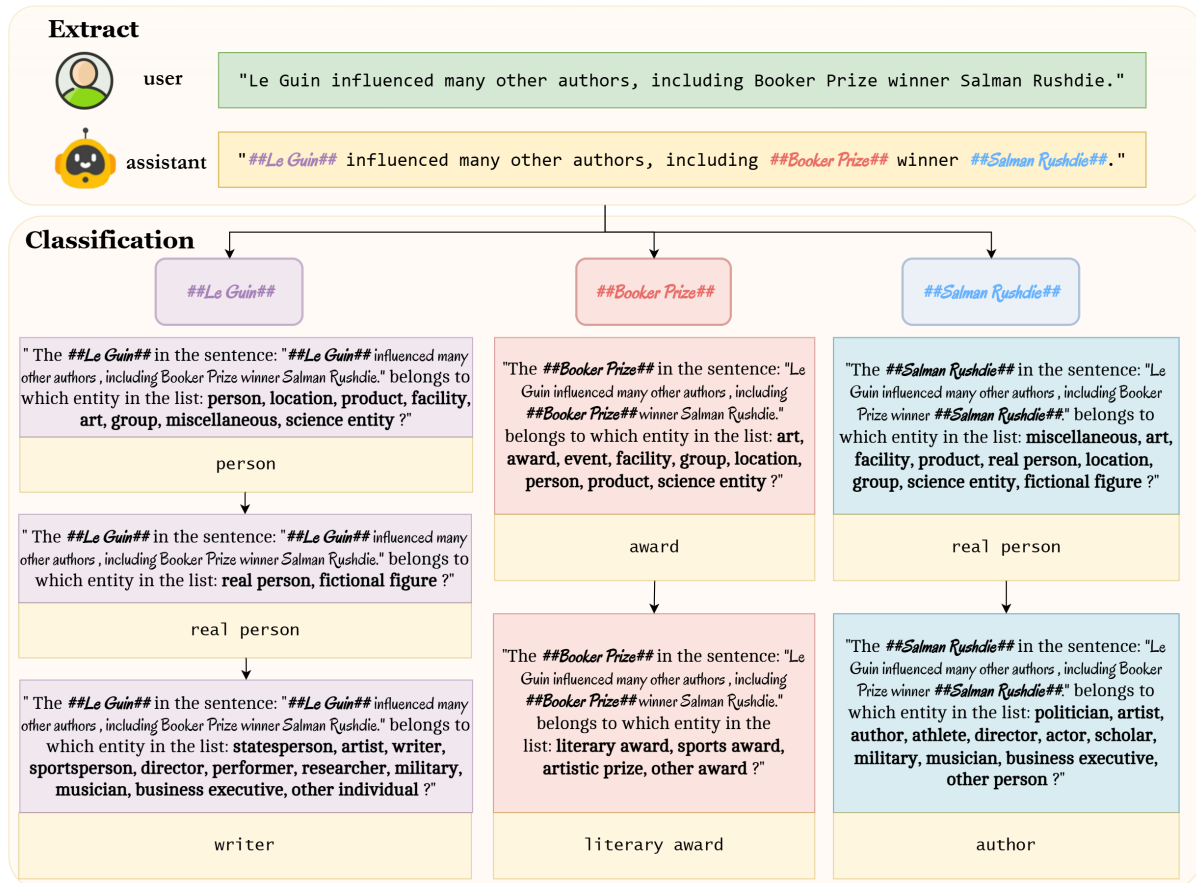 Extract
user
"Le Guin influenced many other authors, including Booker Prize winner Salman Rushdie."
assistant
"##Le Guin## influenced many other authors, including ##Booker Prize## winner ##Salman Rushdie##."
Classification
##Le Guin##
" The ##Le Guin## in the sentence: "##Le Guin## influenced many
other authors , including Booker Prize winner Salman Rushdie." belongs to
which entity in the list: person, location, product, facility,
art, group, miscellaneous, science entity ?"
person
" The ##Le Guin## in the sentence: "##Le Guin## influenced many
other authors , including Booker Prize winner Salman Rushdie." belongs to
which entity in the list: real person, fictional figure ?"
real person
" The ##Le Guin## in the sentence: "##Le Guin## influenced many
other authors , including Booker Prize winner Salman Rushdie." belongs to
which entity in the list: statesperson, artist, writer,
sportsperson, director, performer, researcher, military,
musician, business executive, other individual ?"
writer
##Booker Prize##
"The ##Booker Prize## in the sentence: "Le
Guin influenced many other authors , including
##Booker Prize## winner Salman Rushdie."
belongs to which entity in the list: art,
award, event, facility, group, location,
person, product, science entity ?"
award
"The ##Booker Prize## in the sentence: "Le
Guin influenced many other authors , including
##Booker Prize## winner Salman Rushdie."
belongs to which entity in the
list: literary award, sports award,
artistic prize, other award ?"
literary award
##Salman Rushdie##
"The ##Salman Rushdie## in the sentence: "Le
Guin influenced many other authors , including Booker
Prize winner ##Salman Rushdie##." belongs to
which entity in the list: miscellaneous, art,
facility, product, real person, location,
group, science entity, fictional figure ?"
real person
"The ##Salman Rushdie## in the sentence: "Le
Guin influenced many other authors , including Booker
Prize winner ##Salman Rushdie##." belongs to
which entity in the list: politician, artist,
author, athlete, director, actor, scholar,
military, musician, business executive,
other person ?"
author